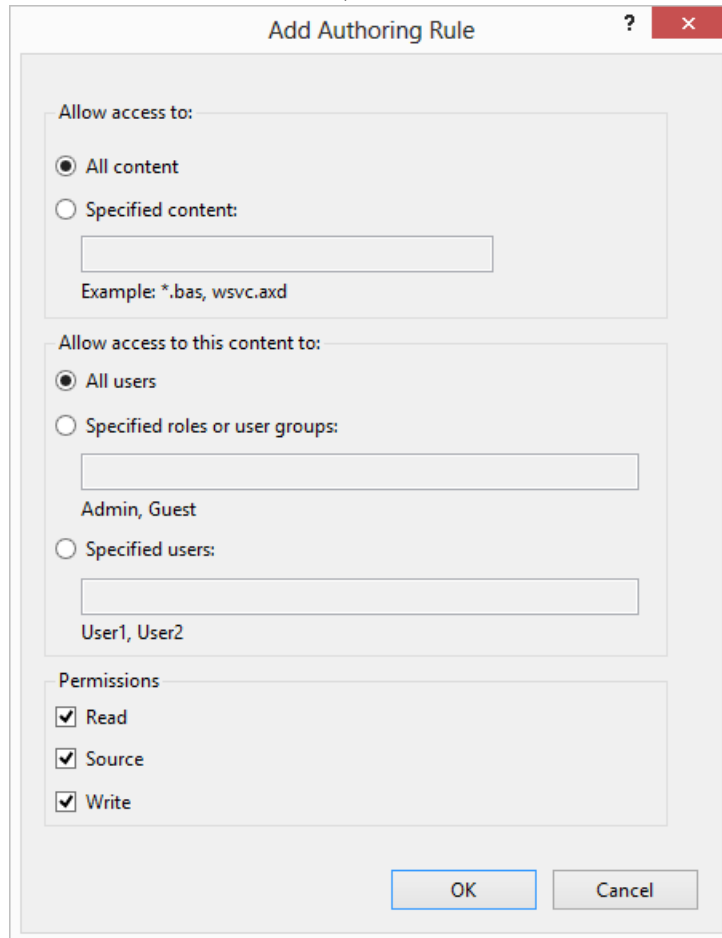 Add Authoring Rule
?
Allow access to:
All content
Specified content:
Example: *.bas, wsvc.axd
Allow access to this content to:
All users
Specified roles or user groups:
Admin, Guest
Specified users:
User1, User2
Permissions
Read
Source
Write
OK Cancel